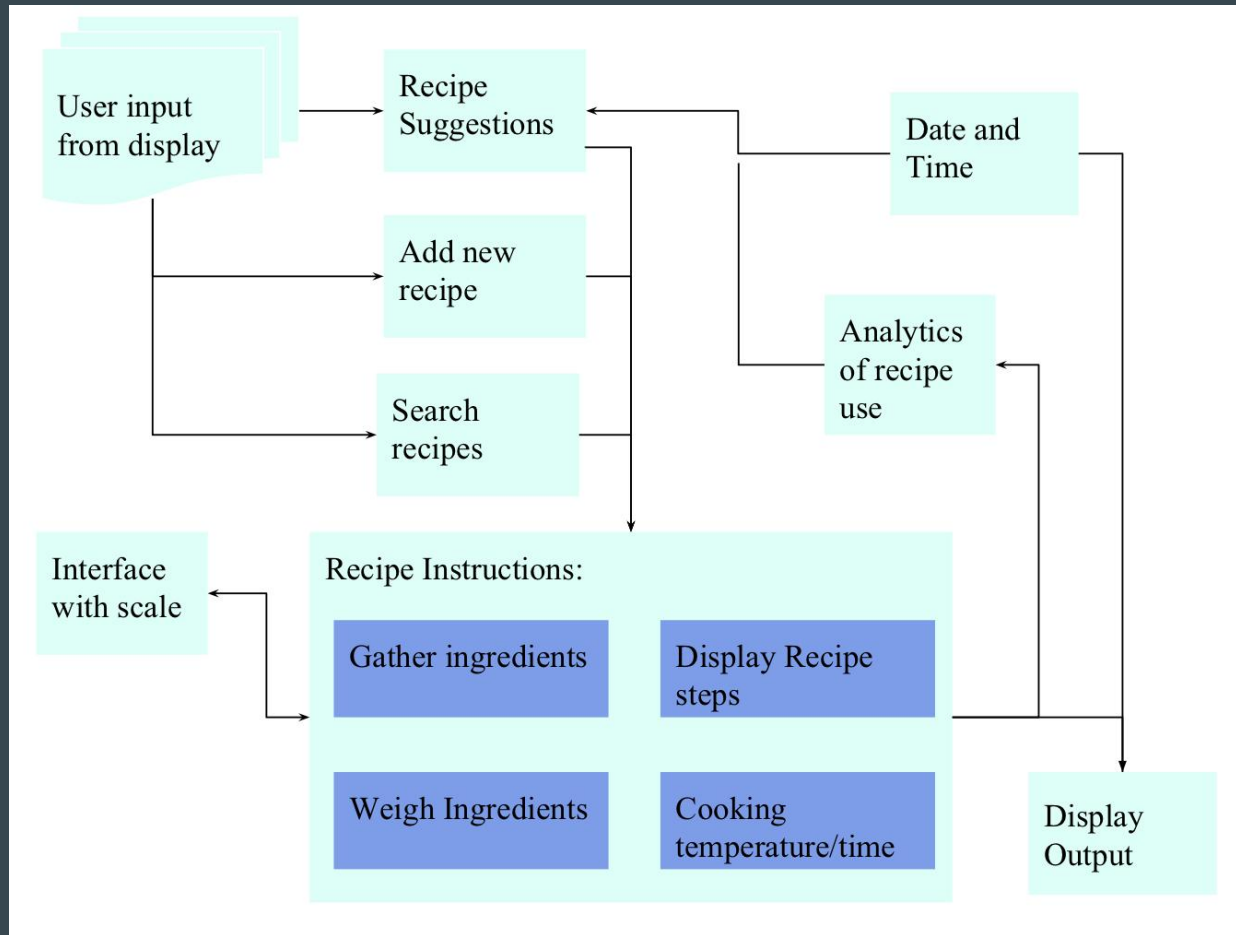 User input
from display
Recipe
Suggestions
Date and
Time
Add new
recipe
Analytics
of recipe
use
Search
recipes
Interface
with scale
Recipe Instructions:
Gather ingredients
Display Recipe
steps
Weigh Ingredients
Cooking
temperature/time
Display
Output